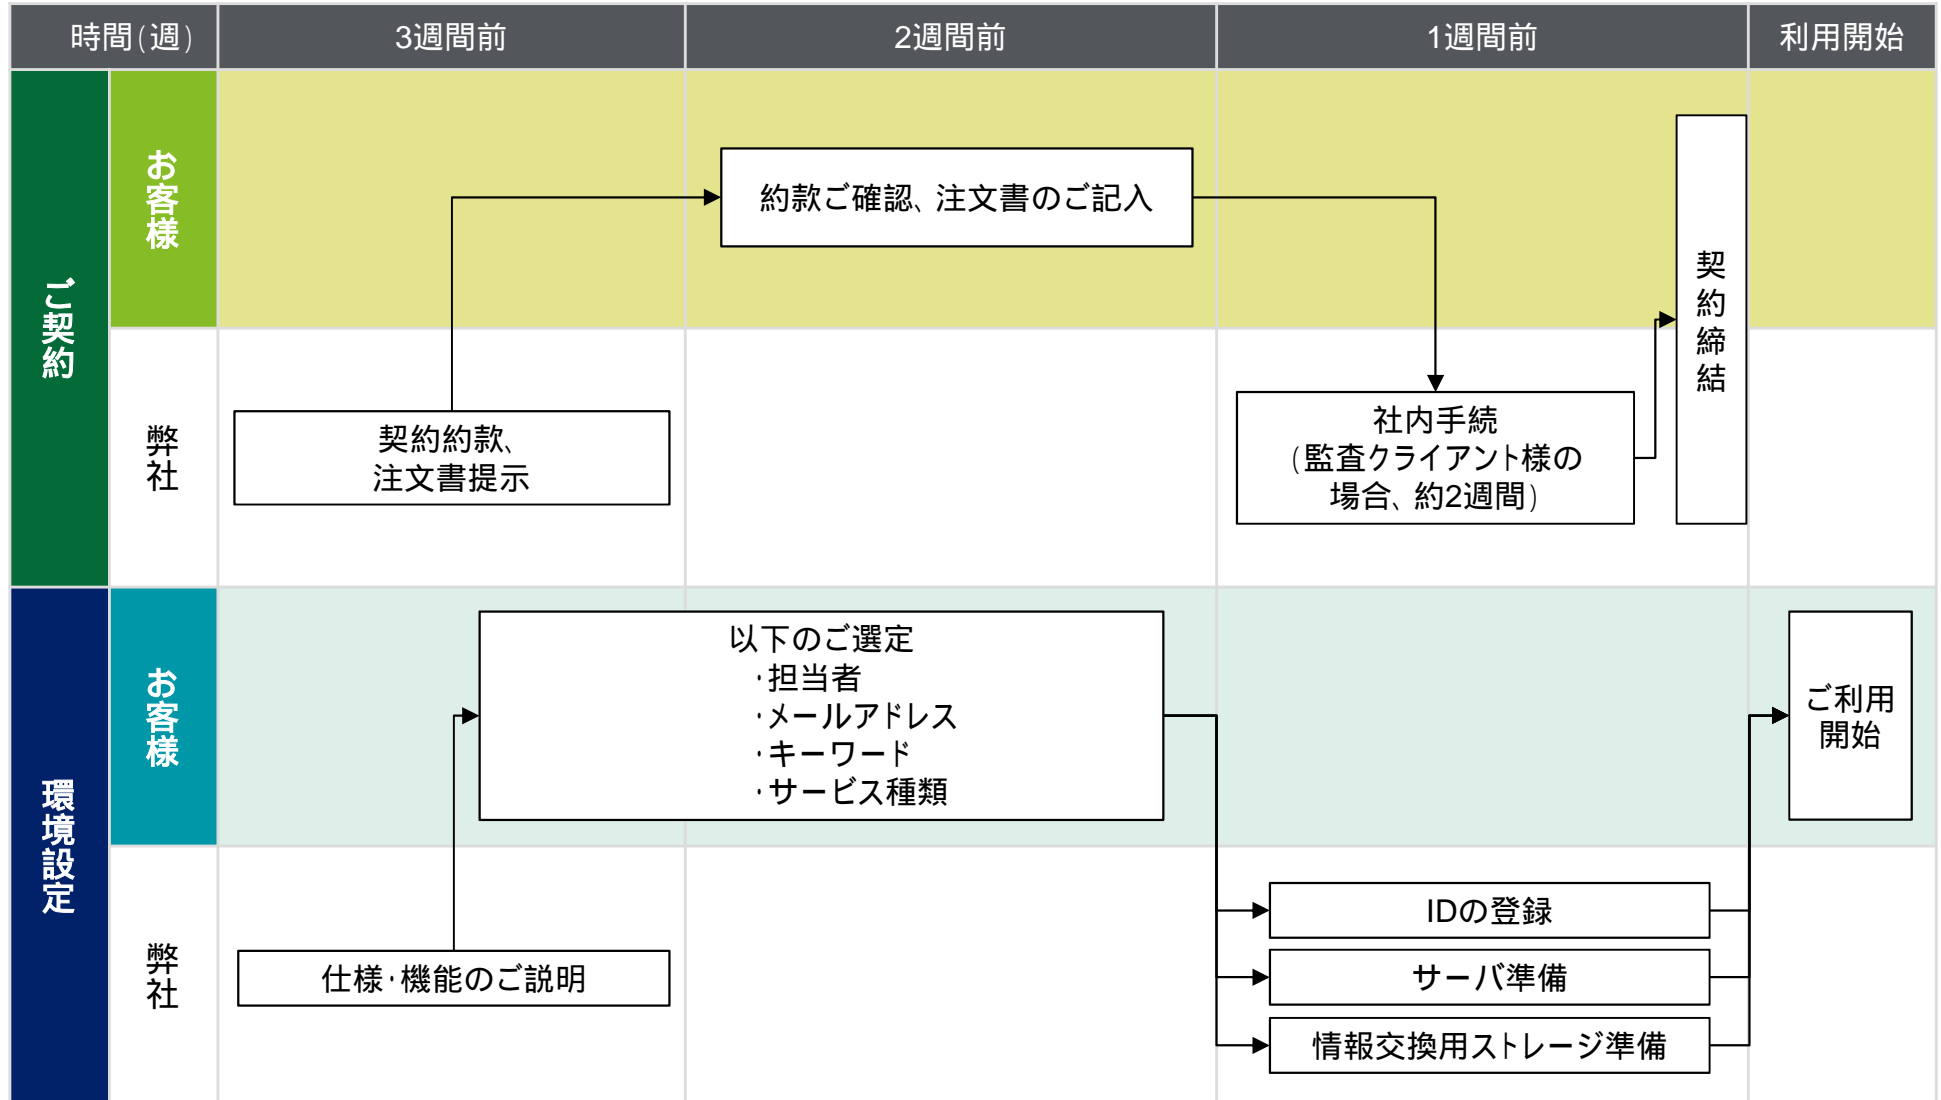 時間(週)
3週間前
2週間前
1週間前
利用開始
ご契約
お客様
約款ご確認、注文書のご記入
契約締結
弊社
契約約款、
注文書提示
社内手続
(監査クライアント様の
場合、約2週間)
環境設定
お客様
以下のご選定
・担当者
・メールアドレス
・キーワード
・サービス種類
ご利用
開始
弊社
仕様・機能のご説明
IDの登録
サーバ準備
情報交換用ストレージ準備